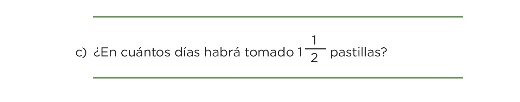 c) ¿En cuántos días habrá tomado 1 1/2 pastillas?